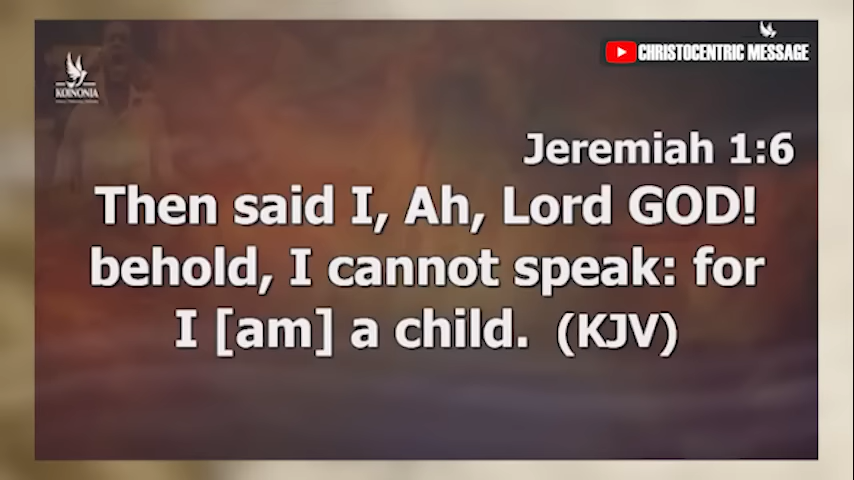 CHRISTOCENTRIC MESSAGE
KOINONIA
Jeremiah 1:6
Then said I, Ah, Lord GOD!
behold, I cannot speak: for
I [am] a child. (KJV)